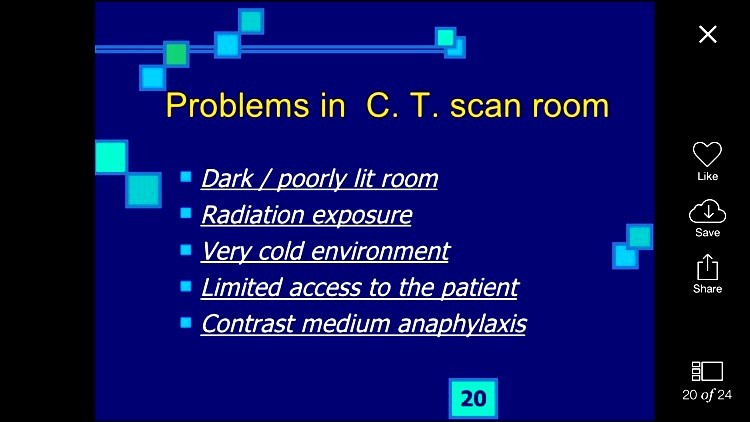 Problems in C. T. scan room
Dark / poorly lit room
Radiation exposure
Very cold environment
Limited access to the patient
Contrast medium anaphylaxis
20
Like
Save
Share
20 of 24